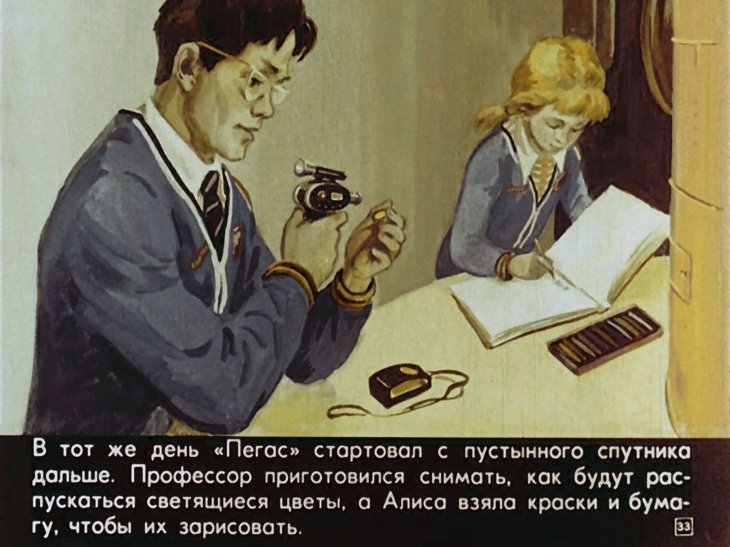 В тот же день «Пегас» стартовал с пустынного спутника
дальше. Профессор приготовился снимать, как будут рас-
пускаться светящиеся цветы, а Алиса взяла краски и бума-
гу, чтобы их зарисовать.
33